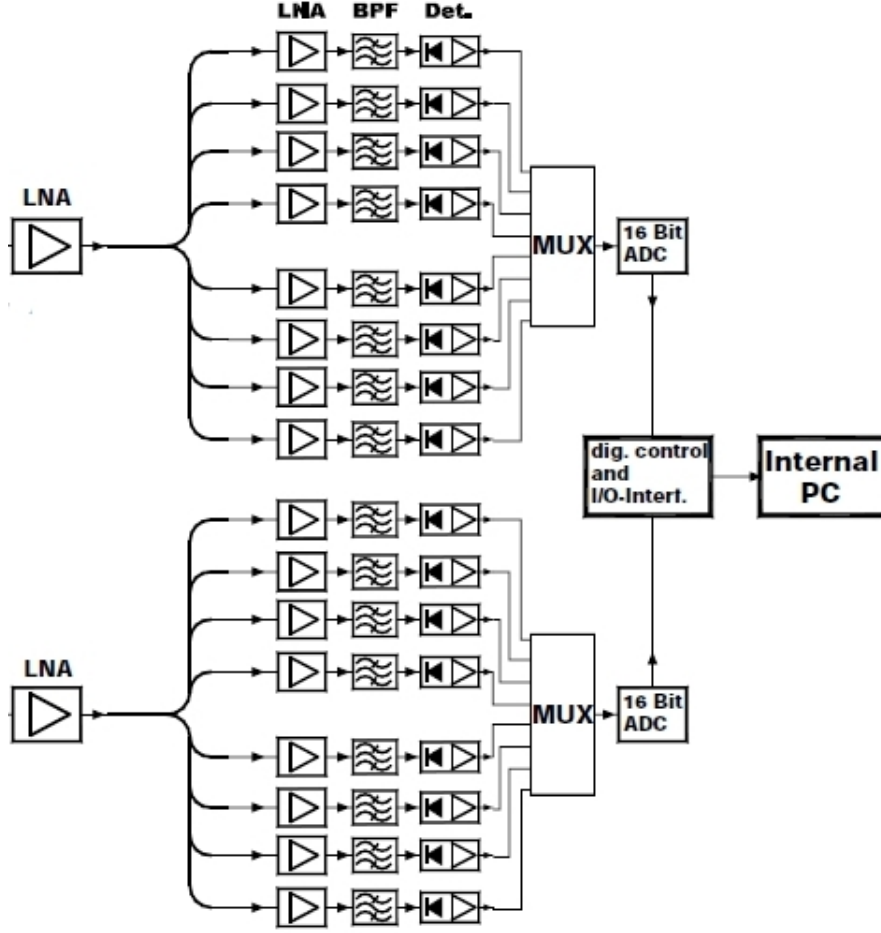 LNA BPF Det.
LNA
MUX
16 Bit
ADC
dig. control
and
I/O-Interf.
Internal
PC
LNA
MUX
16 Bit
ADC